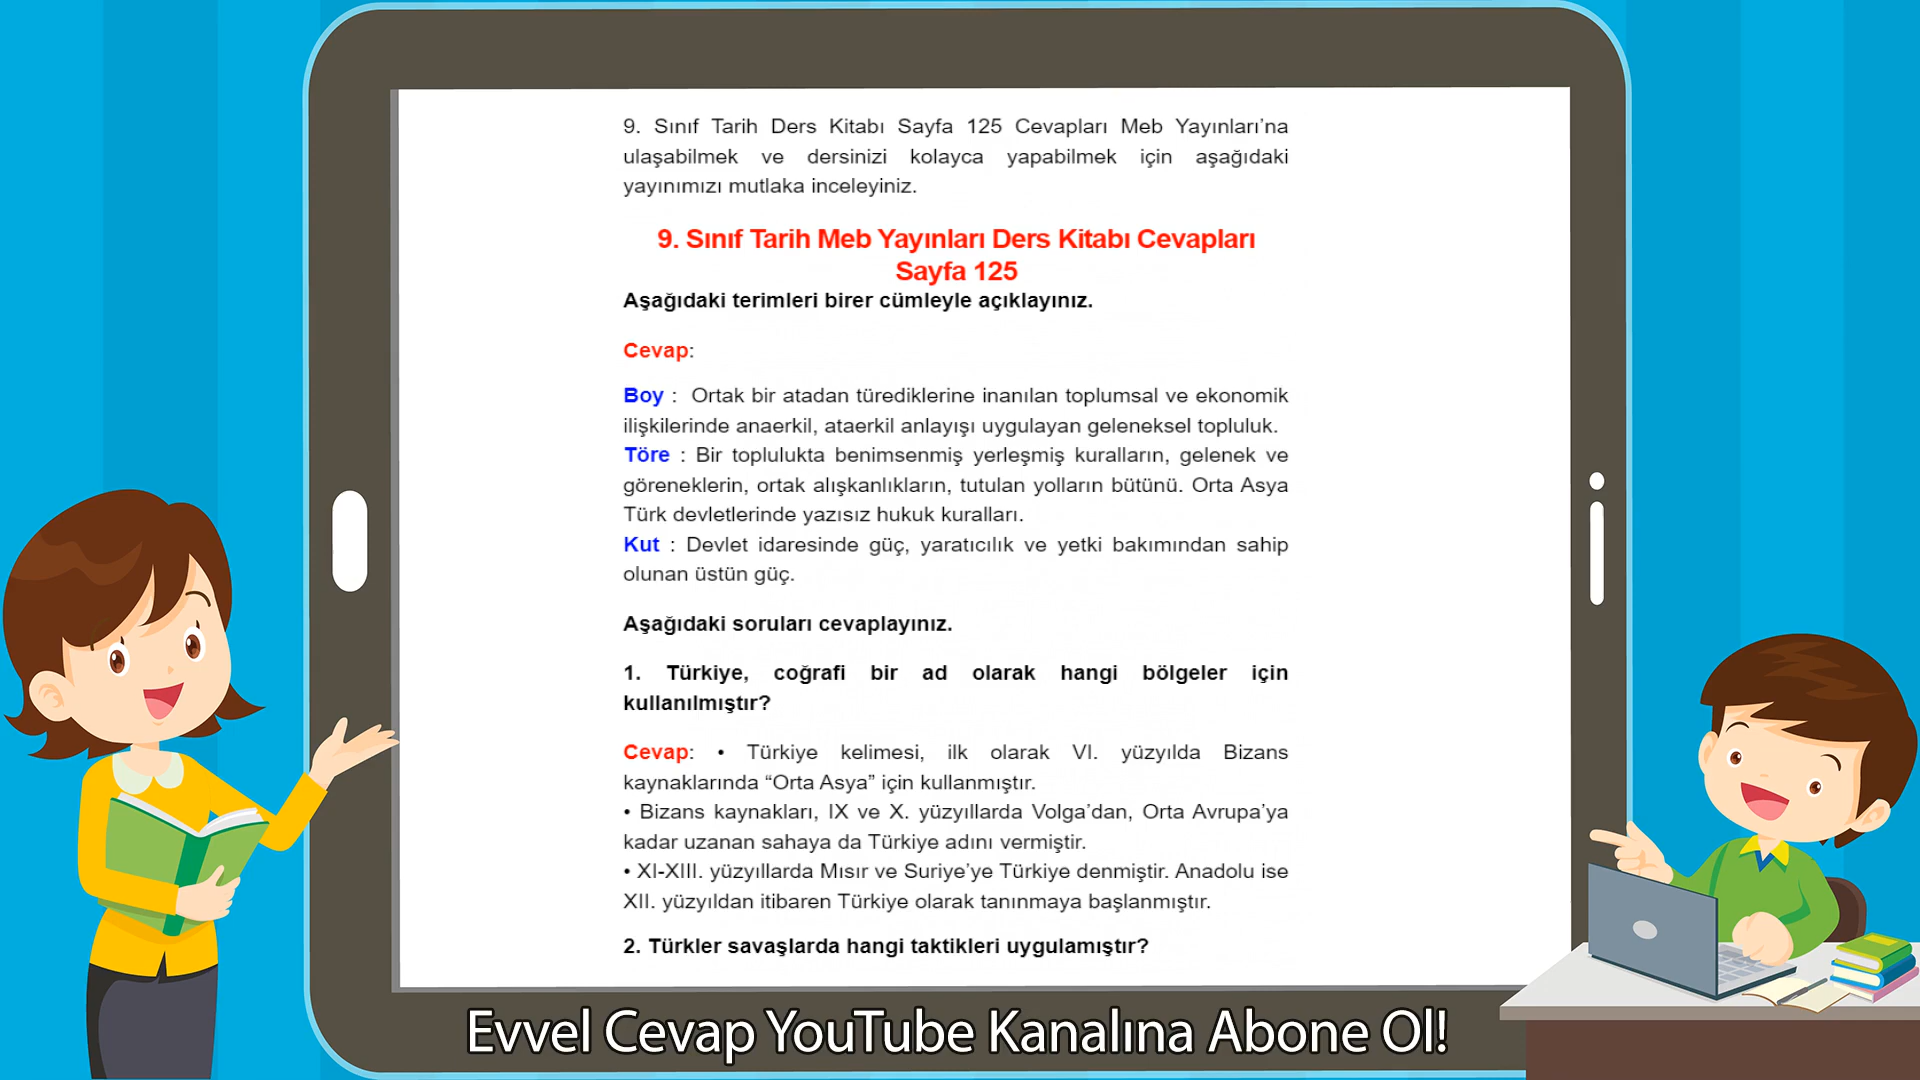 9. Sınıf Tarih Ders Kitabı Sayfa 125 Cevapları Meb Yayınları’na
ulaşabilmek ve dersinizi kolayca yapabilmek için aşağıdaki
yayınımızı mutlaka inceleyiniz.
9. Sınıf Tarih Meb Yayınları Ders Kitabı Cevapları
Sayfa 125
Aşağıdaki terimleri birer cümleyle açıklayınız.
Cevap:
Boy : Ortak bir atadan türediklerine inanılan toplumsal ve ekonomik
ilişkilerinde anaerkil, ataerkil anlayışı uygulayan geleneksel topluluk.
Töre : Bir toplulukta benimsenmiş yerleşmiş kuralların, gelenek ve
göreneklerin, ortak alışkanlıkların, tutulan yolların bütünü. Orta Asya
Türk devletlerinde yazısız hukuk kuralları.
Kut : Devlet idaresinde güç, yaratıcılık ve yetki bakımından sahip
olunan üstün güç.
Aşağıdaki soruları cevaplayınız.
1. Türkiye, coğrafi bir ad olarak hangi bölgeler için
kullanılmıştır?
Cevap: • Türkiye kelimesi, ilk olarak VI. yüzyılda Bizans
kaynaklarında “Orta Asya” için kullanmıştır.
• Bizans kaynakları, IX ve X. yüzyıllarda Volga’dan, Orta Avrupa’ya
kadar uzanan sahaya da Türkiye adını vermiştir.
• XI-XIII. yüzyıllarda Mısır ve Suriye’ye Türkiye denmiştir. Anadolu ise
XII. yüzyıldan itibaren Türkiye olarak tanınmaya başlanmıştır.
2. Türkler savaşlarda hangi taktikleri uygulamıştır?
Evvel Cevap YouTube Kanalına Abone Ol!